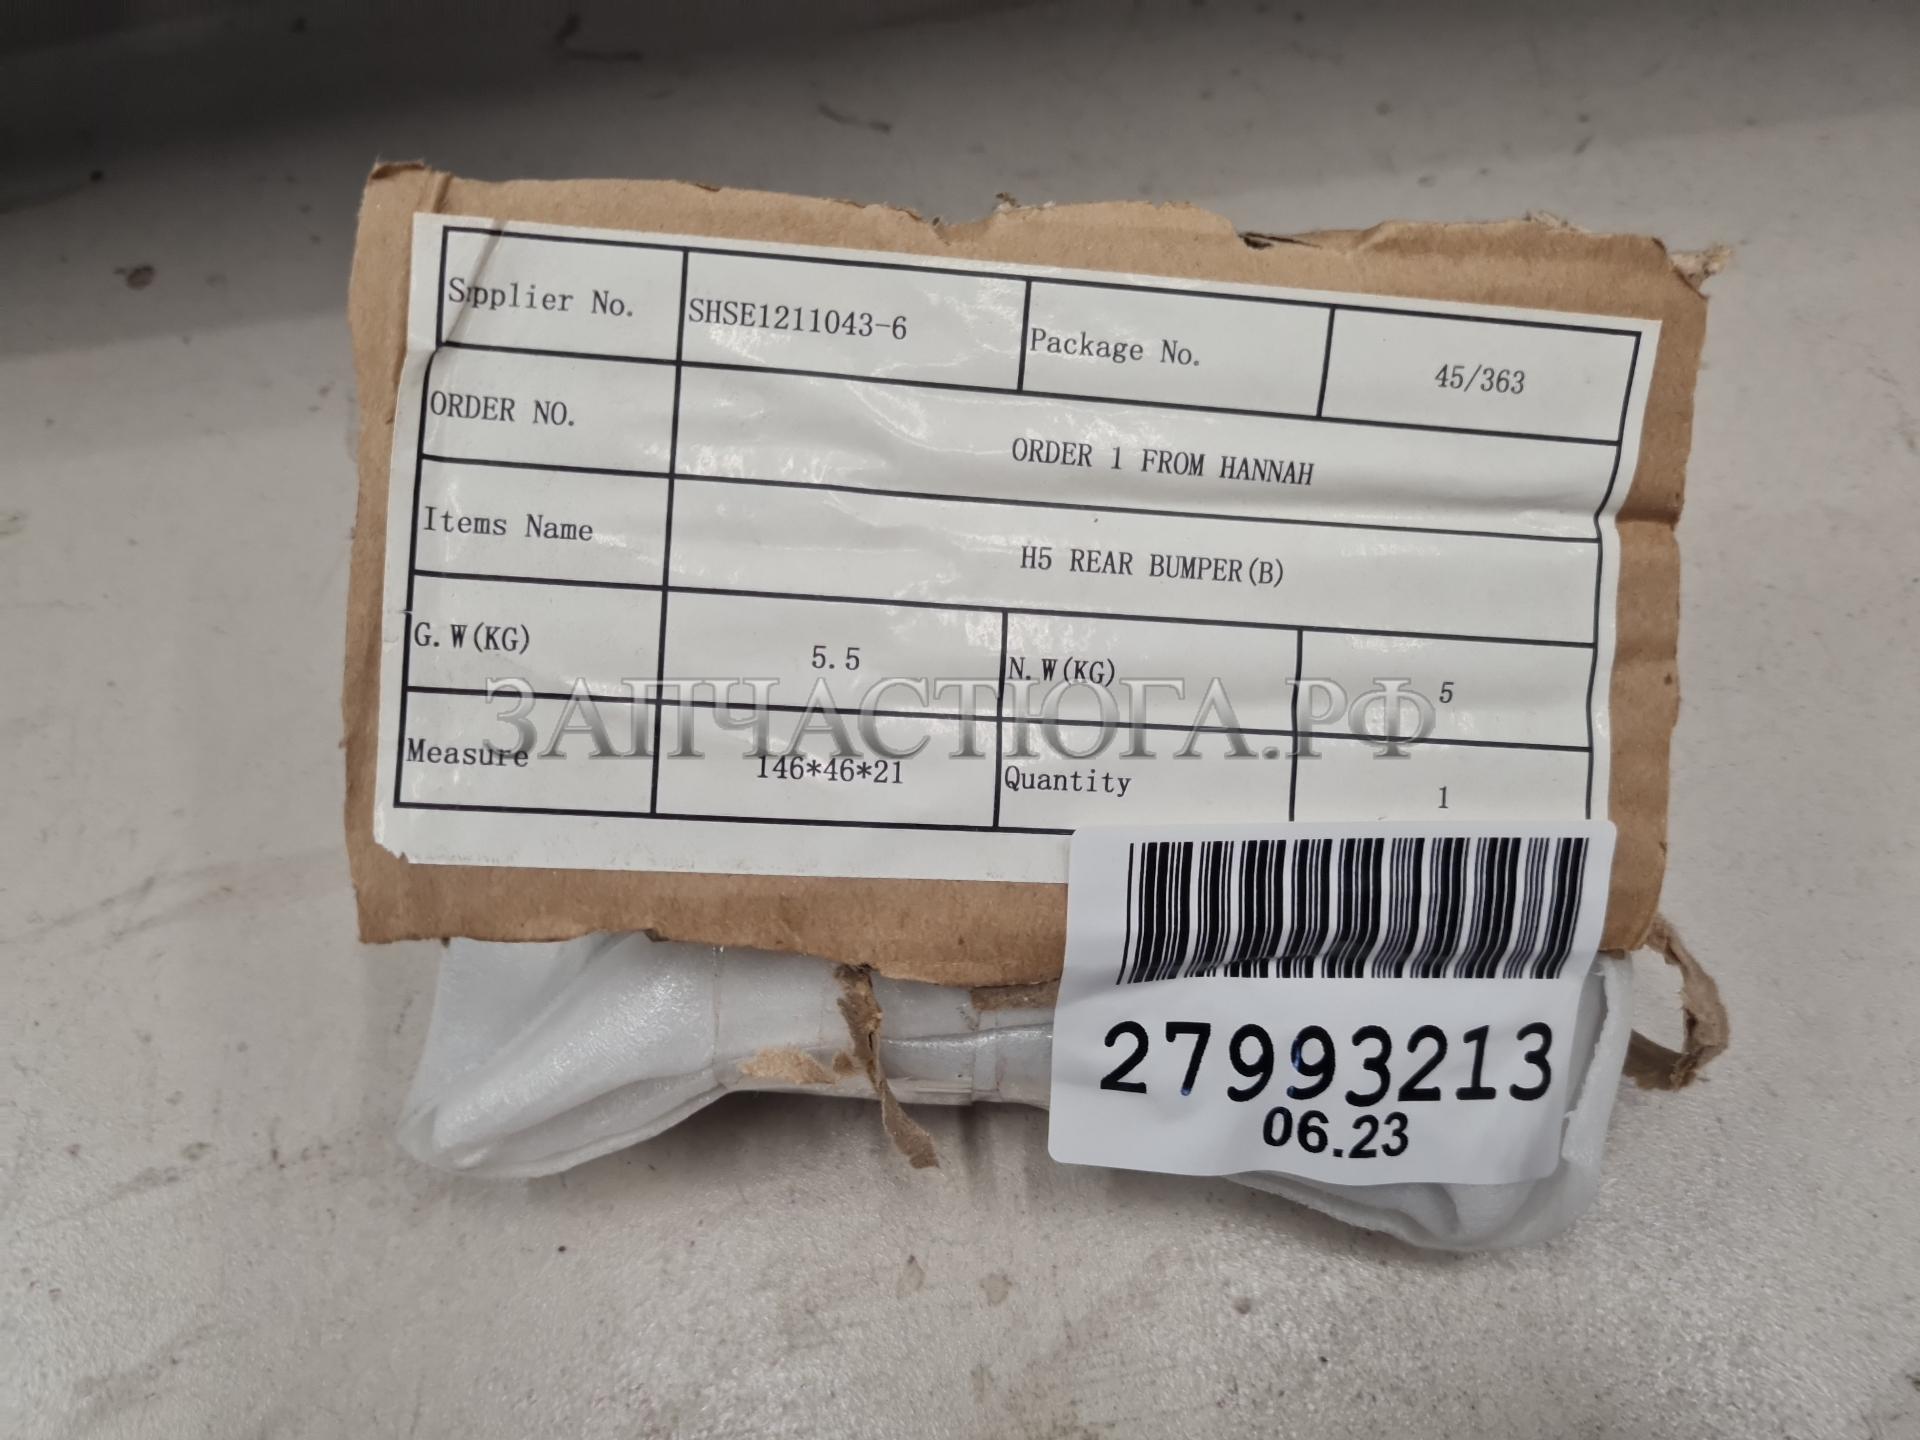 Supplier No. SHSE1211043-6 Package No. 45/363
ORDER NO. ORDER 1 FROM HANNAH
Items Name H5 REAR BUMPER(B)
G.W(KG) 5.5 N.W(KG) 5
ЗАПЧАСТЮГА.РФ
Measure 146*46*21 Quantity 1
27993213
06.23